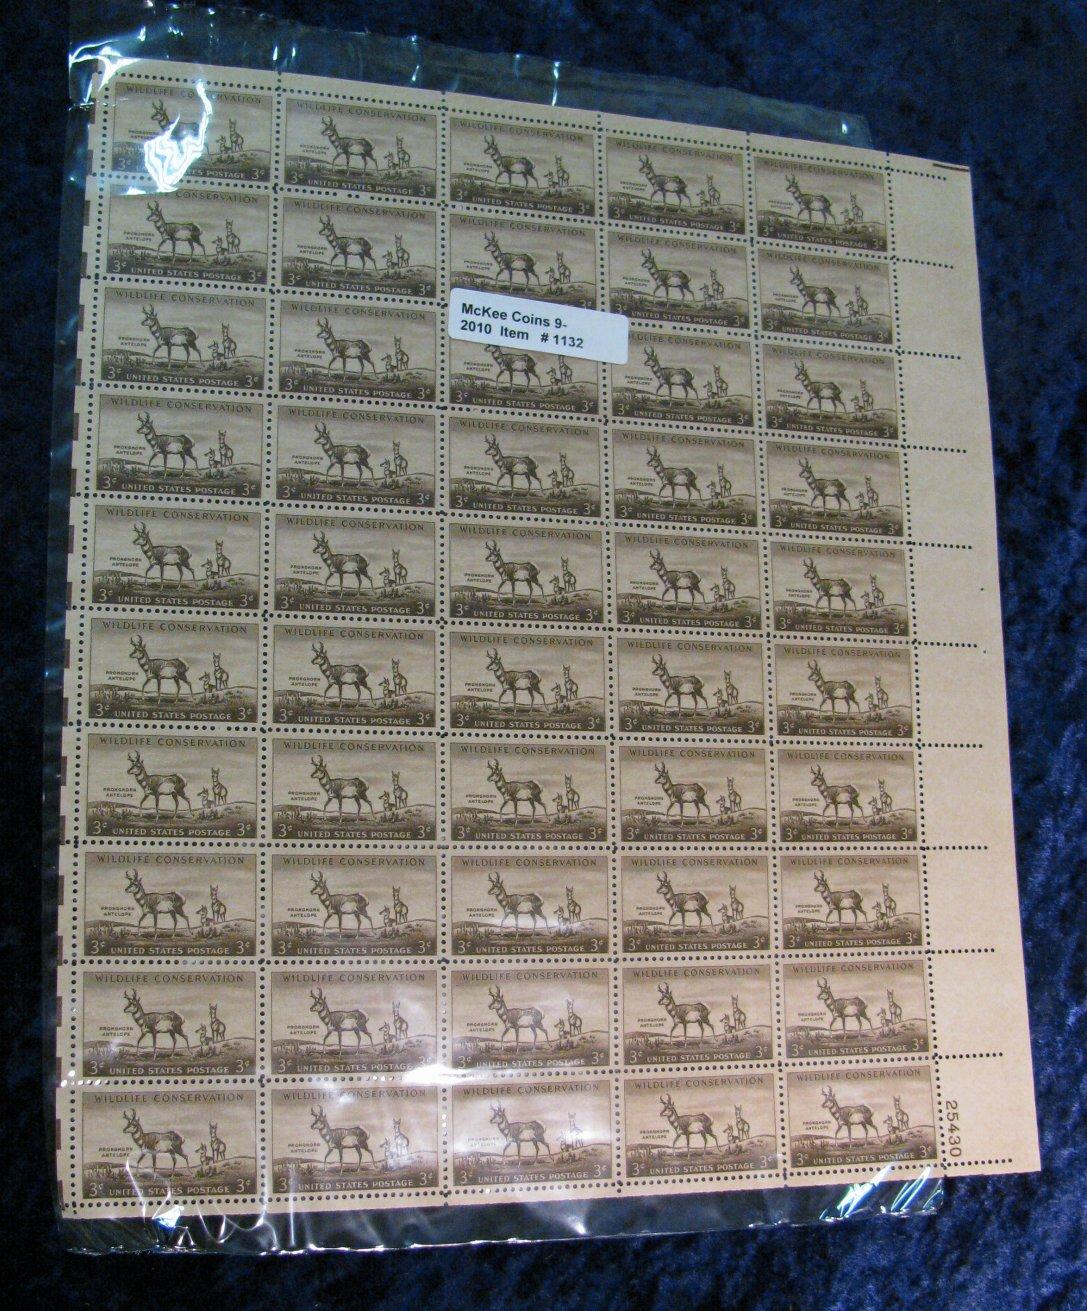 WILDLIFE CONSERVATION
PRONGHORN
ANTELOPE
3¢ UNITED STATES POSTAGE 3¢
McKee Coins 9-
2010 Item # 1132
25430